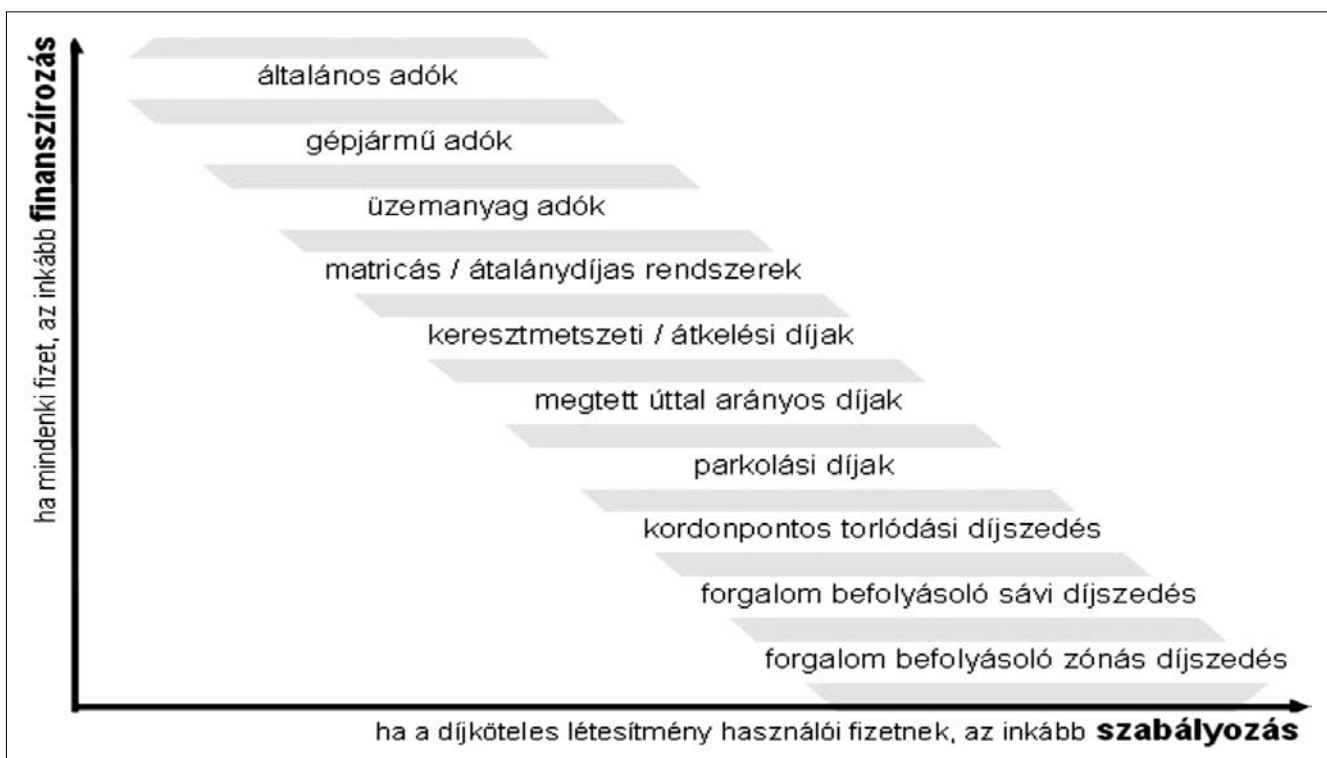 ha mindenki fizet, az inkább finanszírozás
általános adók
gépjármű adók
üzemanyag adók
matricás / átalánydíjas rendszerek
keresztmetszeti / átkelési díjak
megtett úttal arányos díjak
parkolási díjak
kordonpontos torlódási díjszedés
forgalom befolyásoló sávi díjszedés
forgalom befolyásoló zónás díjszedés
ha a díjköteles létesítmény használói fizetnek, az inkább szabályozás